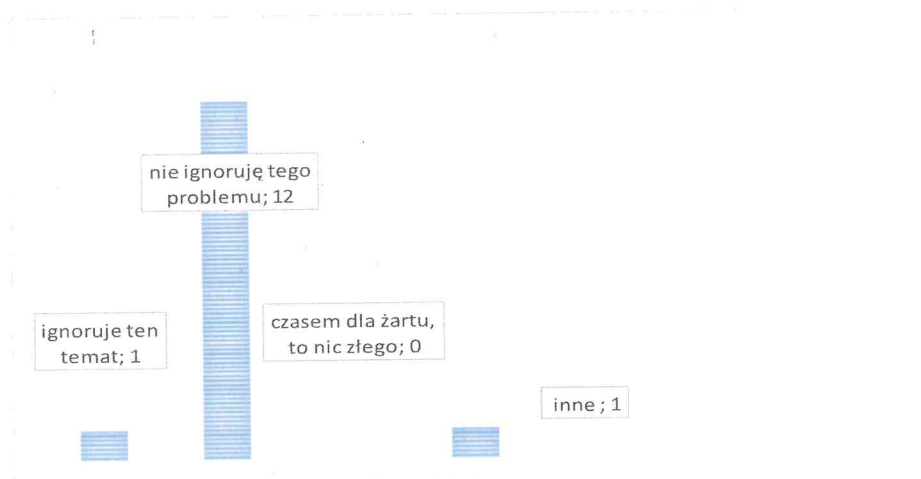 nie ignoruję tego
problemu; 12
ignoruje ten
temat; 1
czasem dla żartu,
to nic złego; 0
inne ; 1